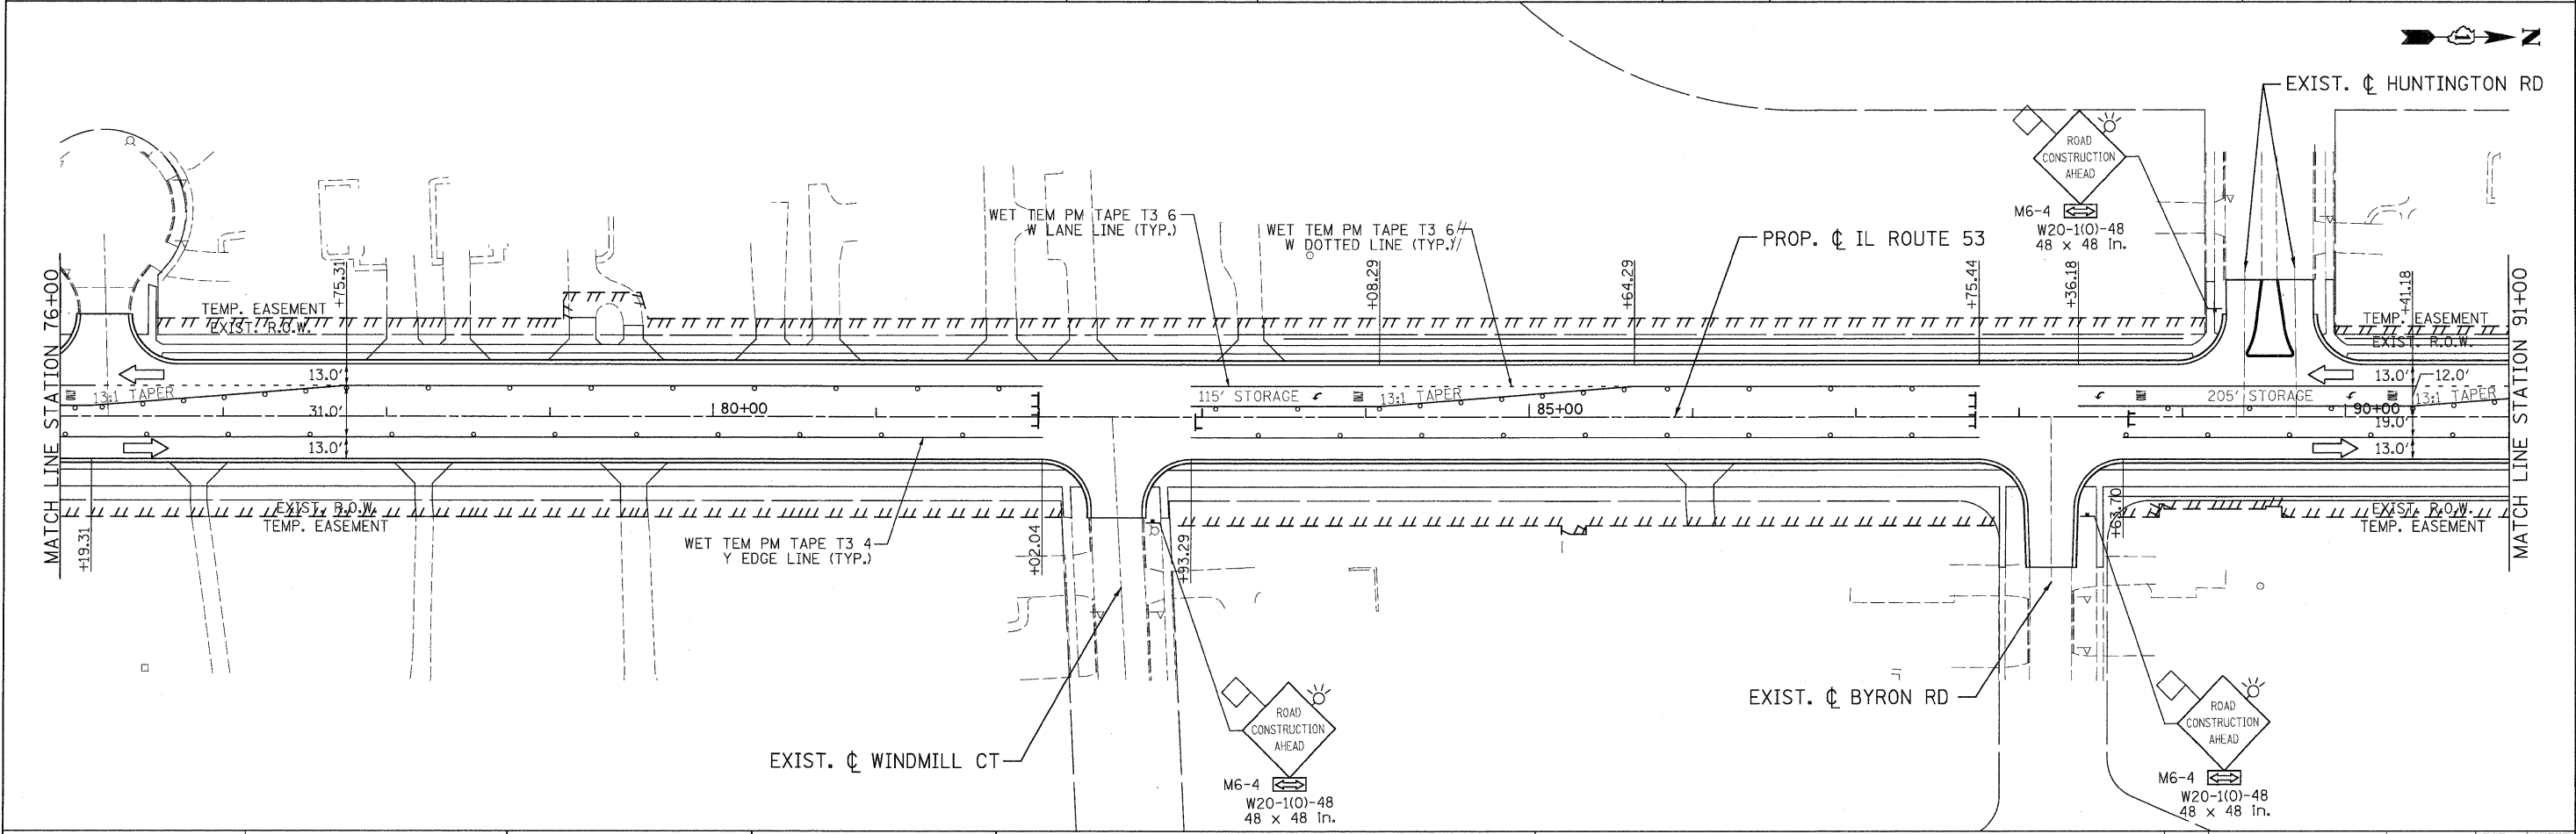 N
EXIST. ℄ HUNTINGTON RD
ROAD
CONSTRUCTION
AHEAD
M6-4
W20-1(O)-48
48 x 48 in.
WET TEM PM TAPE T3 6
W LANE LINE (TYP.)
WET TEM PM TAPE T3 6
W DOTTED LINE (TYP.)
PROP. ℄ IL ROUTE 53
MATCH LINE STATION 76+00
+75.31
+08.29
+64.29
+75.44
+36.18
+41.18
MATCH LINE STATION 91+00
TEMP. EASEMENT
EXIST. R.O.W.
TEMP. EASEMENT
EXIST. R.O.W.
13.0'
13:1 TAPER
31.0'
13.0'
80+00
115' STORAGE
13:1 TAPER
85+00
205' STORAGE
90+00
13.0'
12.0'
13:1 TAPER
19.0'
13.0'
EXIST. R.O.W.
TEMP. EASEMENT
EXIST. R.O.W.
TEMP. EASEMENT
+19.31
+02.04
+93.29
+63.70
WET TEM PM TAPE T3 4
Y EDGE LINE (TYP.)
EXIST. ℄ WINDMILL CT
ROAD
CONSTRUCTION
AHEAD
M6-4
W20-1(O)-48
48 x 48 in.
EXIST. ℄ BYRON RD
ROAD
CONSTRUCTION
AHEAD
M6-4
W20-1(O)-48
48 x 48 in.